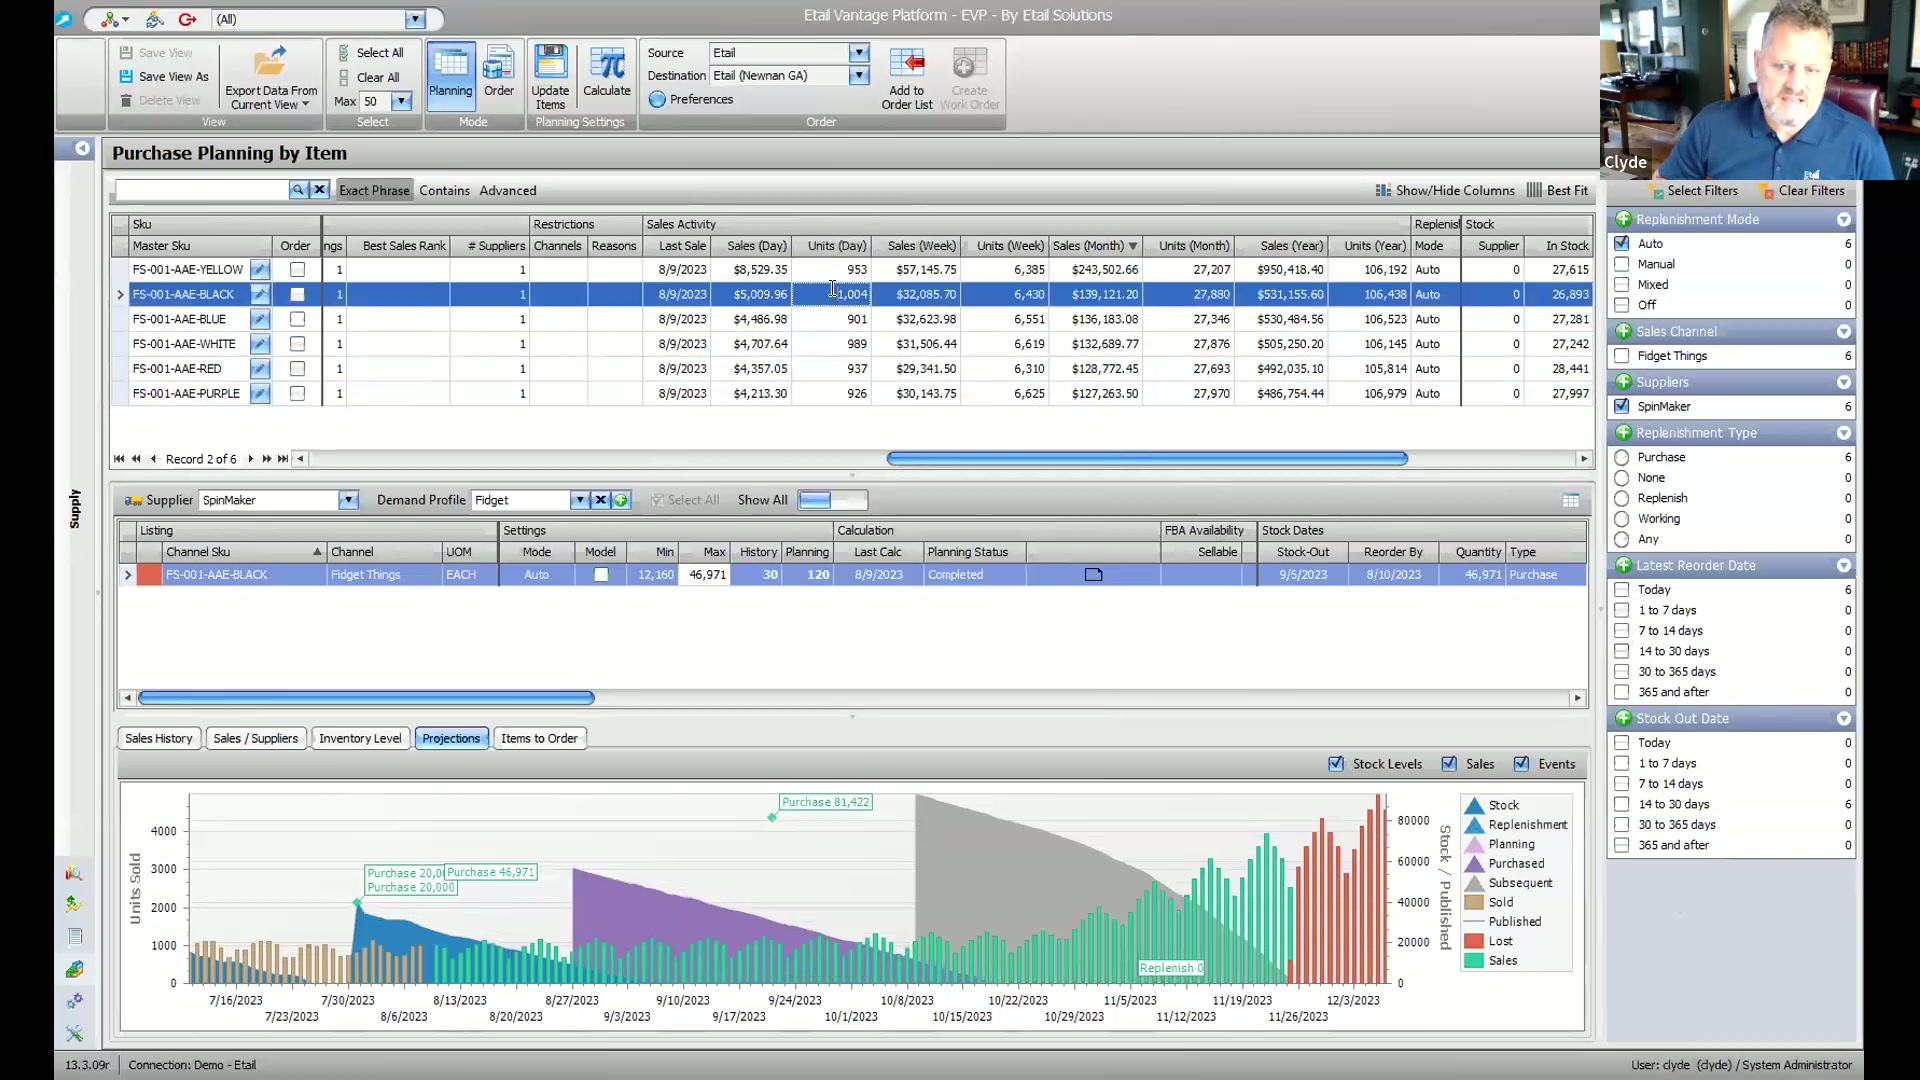 (All)
Etail Vantage Platform - EVP - By Etail Solutions
Save View
Save View As
Delete View
Export Data From
Current View
View
Select All
Clear All
Max 50
Select
Planning
Order
Mode
Update
Items
Calculate
Planning Settings
Source Etail
Destination Etail (Newnan GA)
Preferences
Add to
Order List
Create
Work Order
Order
Clyde
Purchase Planning by Item
Exact Phrase Contains Advanced
Show/Hide Columns Best Fit
Select Filters Clear Filters
Sku Restrictions Sales Activity Replenis Stock
Master Sku Order ngs Best Sales Rank # Suppliers Channels Reasons Last Sale Sales (Day) Units (Day) Sales (Week) Units (Week) Sales (Month) Units (Month) Sales (Year) Units (Year) Mode Supplier In Stock
FS-001-AAE-YELLOW 1 1 8/9/2023 $8,529.35 953 $57,145.75 6,385 $243,502.66 27,207 $950,418.40 106,192 Auto 0 27,615
FS-001-AAE-BLACK 1 1 8/9/2023 $5,009.96 1,004 $32,085.70 6,430 $139,121.20 27,880 $531,155.60 106,438 Auto 0 26,893
FS-001-AAE-BLUE 1 1 8/9/2023 $4,486.98 901 $32,623.98 6,551 $136,183.08 27,346 $530,484.56 106,523 Auto 0 27,281
FS-001-AAE-WHITE 1 1 8/9/2023 $4,707.64 989 $31,506.44 6,619 $132,689.77 27,876 $505,250.20 106,145 Auto 0 27,242
FS-001-AAE-RED 1 1 8/9/2023 $4,357.05 937 $29,341.50 6,310 $128,772.45 27,693 $492,035.10 105,814 Auto 0 28,441
FS-001-AAE-PURPLE 1 1 8/9/2023 $4,213.30 926 $30,143.75 6,625 $127,263.50 27,970 $486,754.44 106,979 Auto 0 27,997
Record 2 of 6
Supply
Supplier SpinMaker Demand Profile Fidget Select All Show All
Listing Settings Calculation FBA Availability Stock Dates
Channel Sku Channel UOM Mode Model Min Max History Planning Last Calc Planning Status Sellable Stock-Out Reorder By Quantity Type
FS-001-AAE-BLACK Fidget Things EACH Auto 12,160 46,971 30 120 8/9/2023 Completed 9/5/2023 8/10/2023 46,971 Purchase
Sales History Sales / Suppliers Inventory Level Projections Items to Order
Stock Levels Sales Events
Purchase 81,422
Purchase 20,0
Purchase 46,971
Purchase 20,000
Replenish 0
Units Sold
4000
3000
2000
1000
0
80000
60000
40000
20000
0
Stock / Published
7/16/2023 7/30/2023 8/13/2023 8/27/2023 9/10/2023 9/24/2023 10/8/2023 10/22/2023 11/5/2023 11/19/2023 12/3/2023
7/23/2023 8/6/2023 8/20/2023 9/3/2023 9/17/2023 10/1/2023 10/15/2023 10/29/2023 11/12/2023 11/26/2023
Stock
Replenishment
Planning
Purchased
Subsequent
Sold
Published
Lost
Sales
Replenishment Mode
Auto 6
Manual 0
Mixed 0
Off 0
Sales Channel
Fidget Things 6
Suppliers
SpinMaker 6
Replenishment Type
Purchase 6
None 0
Replenish 0
Working 0
Any 0
Latest Reorder Date
Today 6
1 to 7 days 0
7 to 14 days 0
14 to 30 days 0
30 to 365 days 0
365 and after 0
Stock Out Date
Today 0
1 to 7 days 0
7 to 14 days 0
14 to 30 days 6
30 to 365 days 0
365 and after 0
13.3.09r Connection: Demo - Etail
User: clyde (clyde) / System Administrator